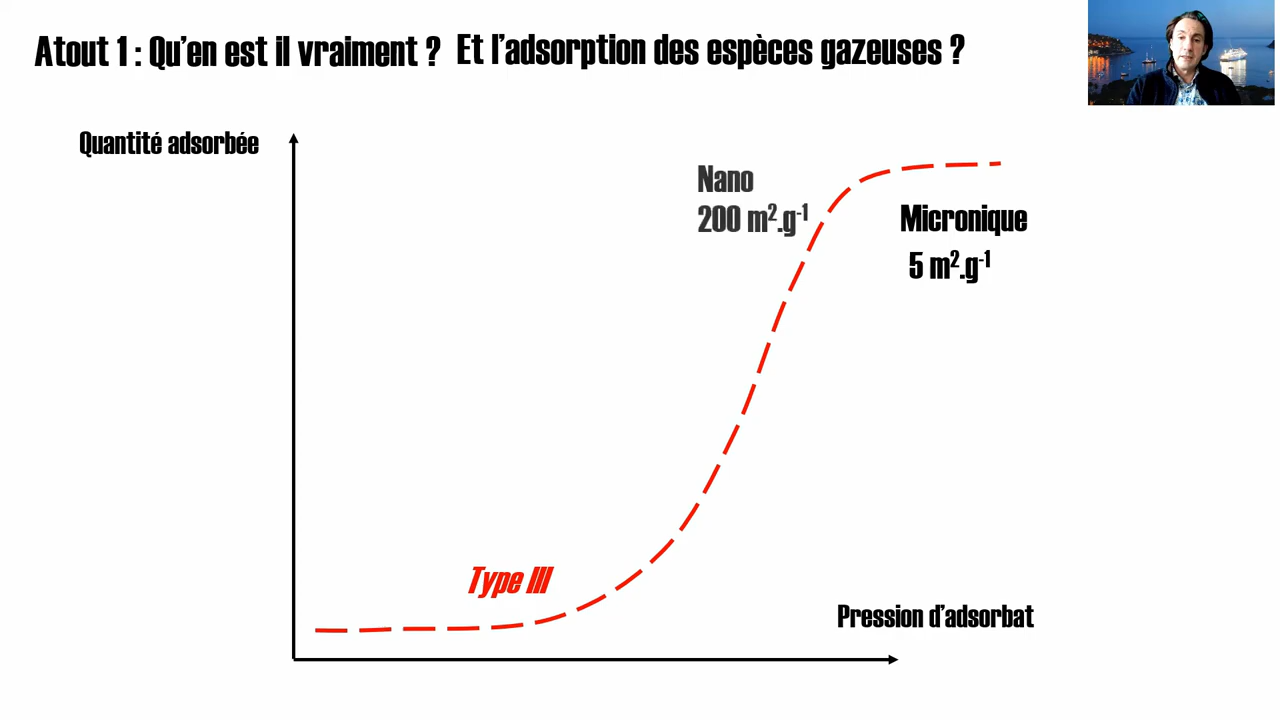 Atout 1 : Qu'en est il vraiment ? Et l'adsorption des espèces gazeuses ?
Quantité adsorbée
Nano
200 m².g⁻¹
Micronique
5 m².g⁻¹
Type III
Pression d'adsorbat